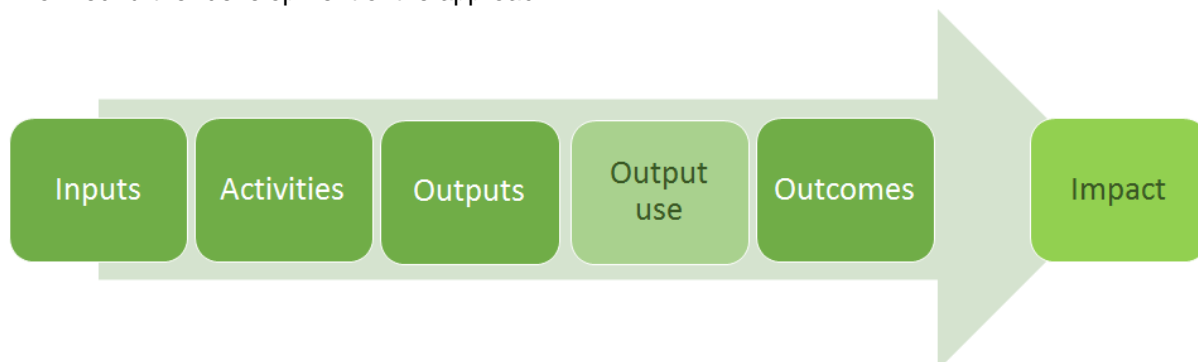 Inputs
Activities
Outputs
Output
use
Outcomes
Impact